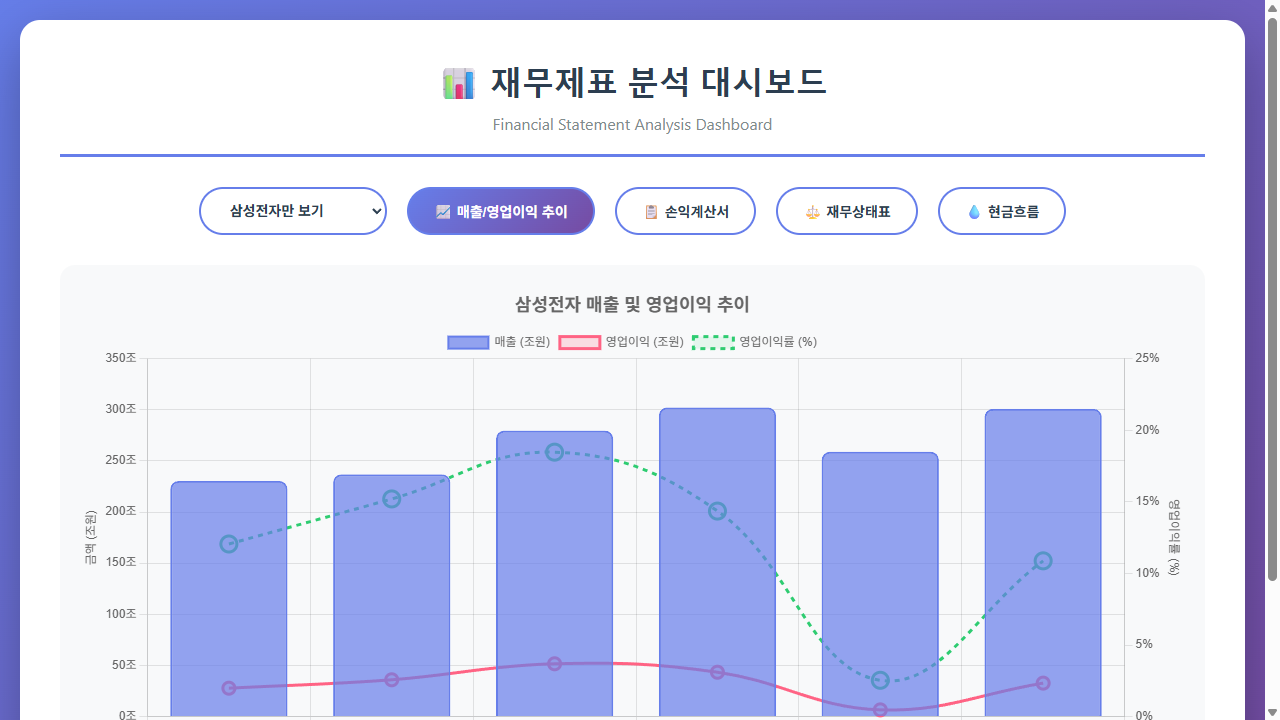 📊 재무제표 분석 대시보드
Financial Statement Analysis Dashboard
삼성전자만 보기
📈 매출/영업이익 추이
📋 손익계산서
⚖️ 재무상태표
💧 현금흐름
삼성전자 매출 및 영업이익 추이
매출 (조원) 영업이익 (조원) 영업이익률 (%)
350조
300조
250조
200조
150조
100조
50조
0조
금액 (조원)
25%
20%
15%
10%
5%
0%
영업이익률 (%)